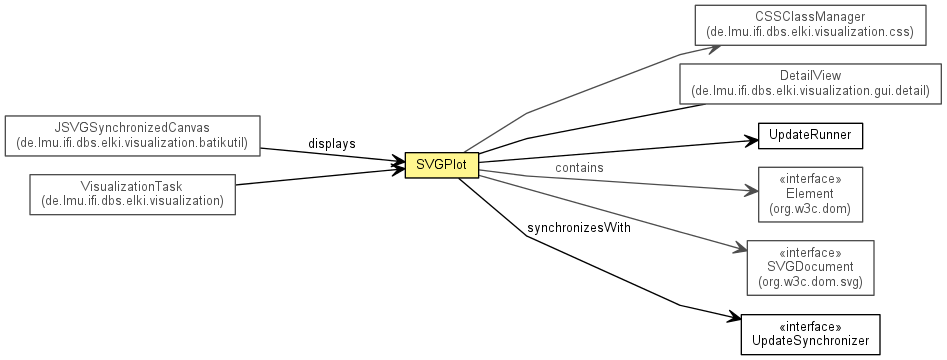 CSSClassManager
(de.lmu.ifi.dbs.elki.visualization.css)
DetailView
(de.lmu.ifi.dbs.elki.visualization.gui.detail)
JSVGSynchronizedCanvas
(de.lmu.ifi.dbs.elki.visualization.batikutil)
displays
UpdateRunner
SVGPlot
contains
VisualizationTask
(de.lmu.ifi.dbs.elki.visualization)
«interface»
Element
(org.w3c.dom)
synchronizesWith
«interface»
SVGDocument
(org.w3c.dom.svg)
«interface»
UpdateSynchronizer